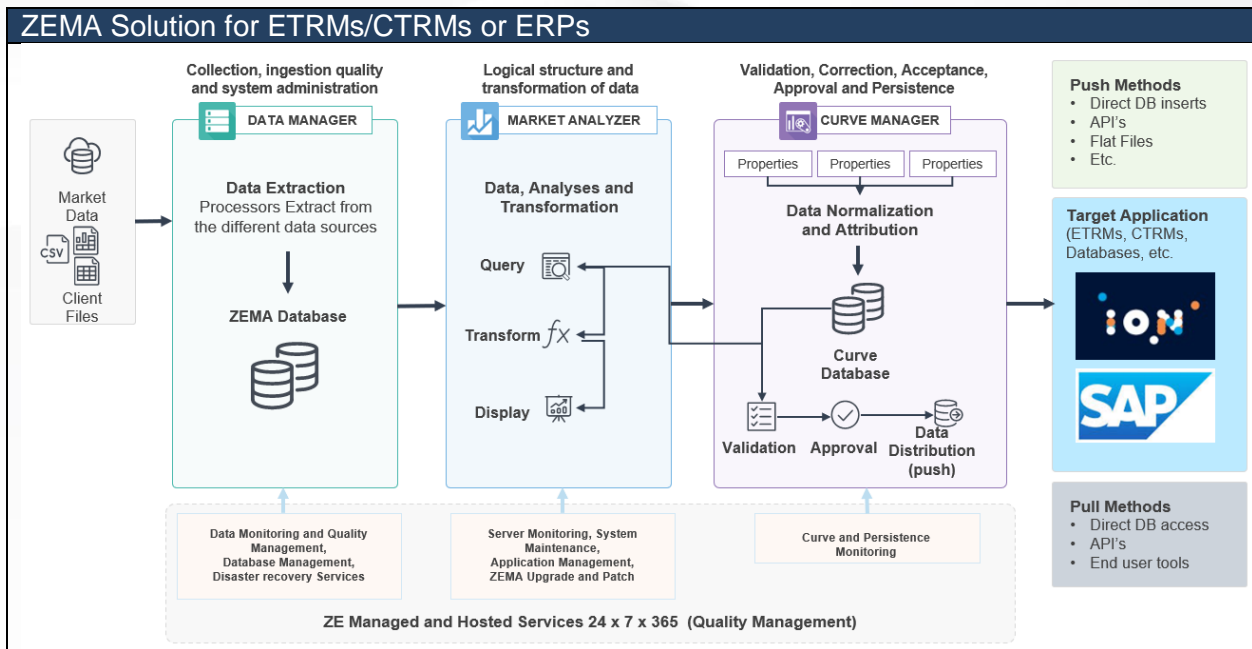 ZEMA Solution for ETRMs/CTRMs or ERPs
Collection, ingestion quality
and system administration
DATA MANAGER
Market
Data
CSV
Client
Files
Data Extraction
Processors Extract from
the different data sources
ZEMA Database
Logical structure and
transformation of data
MARKET ANALYZER
Data, Analyses and
Transformation
Query
Transform fx
Display
Validation, Correction, Acceptance,
Approval and Persistence
CURVE MANAGER
Properties Properties Properties
Data Normalization
and Attribution
Curve
Database
Validation
Approval
Data
Distribution
(push)
Push Methods
• Direct DB inserts
• API's
• Flat Files
• Etc.
Target Application
(ETRMs, CTRMs,
Databases, etc.
ION
SAP
Pull Methods
• Direct DB access
• API's
• End user tools
Data Monitoring and Quality
Management,
Database Management,
Disaster recovery Services
Server Monitoring, System
Maintenance,
Application Management,
ZEMA Upgrade and Patch
Curve and Persistence
Monitoring
ZE Managed and Hosted Services 24 x 7 x 365 (Quality Management)